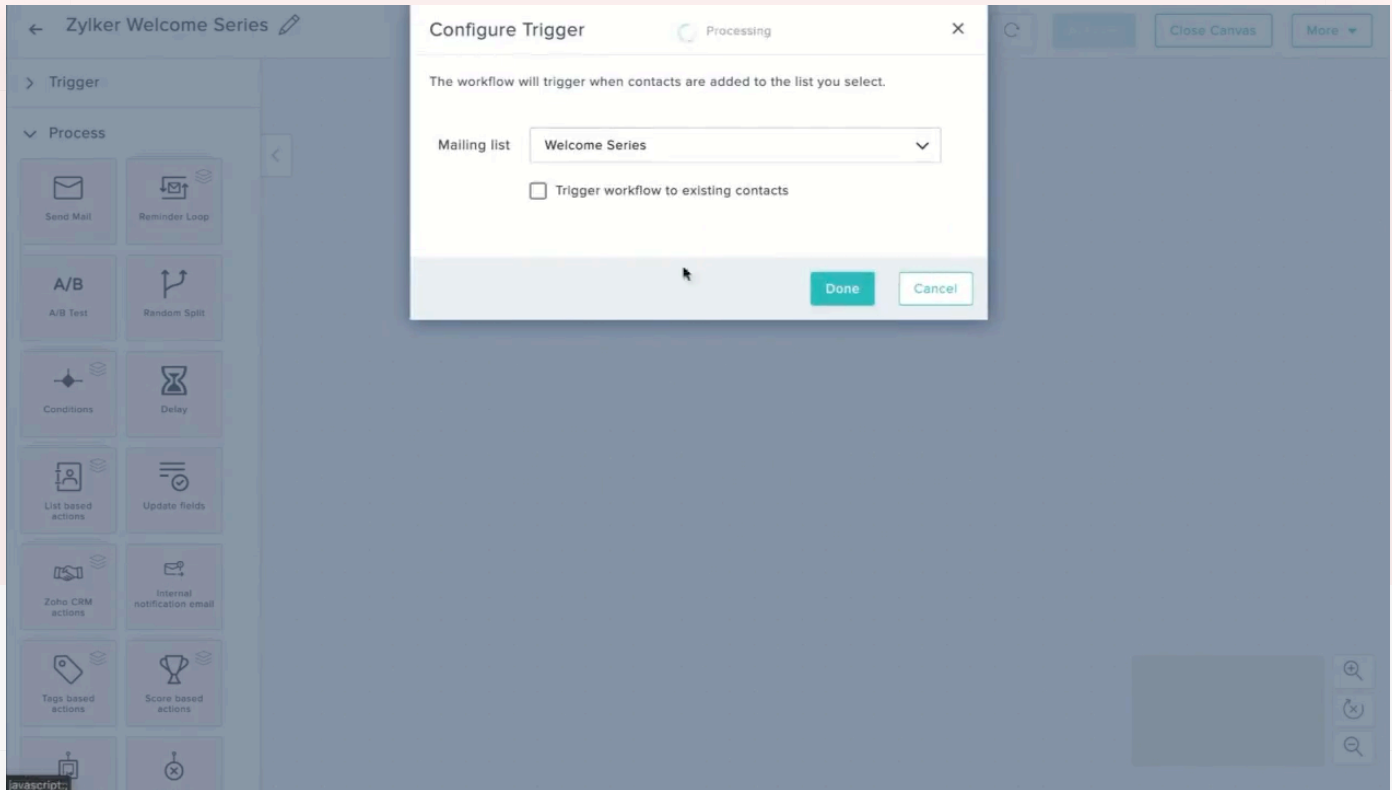 Zylker Welcome Series
Configure Trigger
Processing
Close Canvas
More
The workflow will trigger when contacts are added to the list you select.
Mailing list
Welcome Series
Trigger workflow to existing contacts
Done
Cancel
Trigger
Process
Send Mail
Reminder Loop
A/B
A/B Test
Random Split
Conditions
Delay
List based
actions
Update fields
Zoho CRM
actions
Internal
notification email
Tags based
actions
Score based
actions
javascript:;